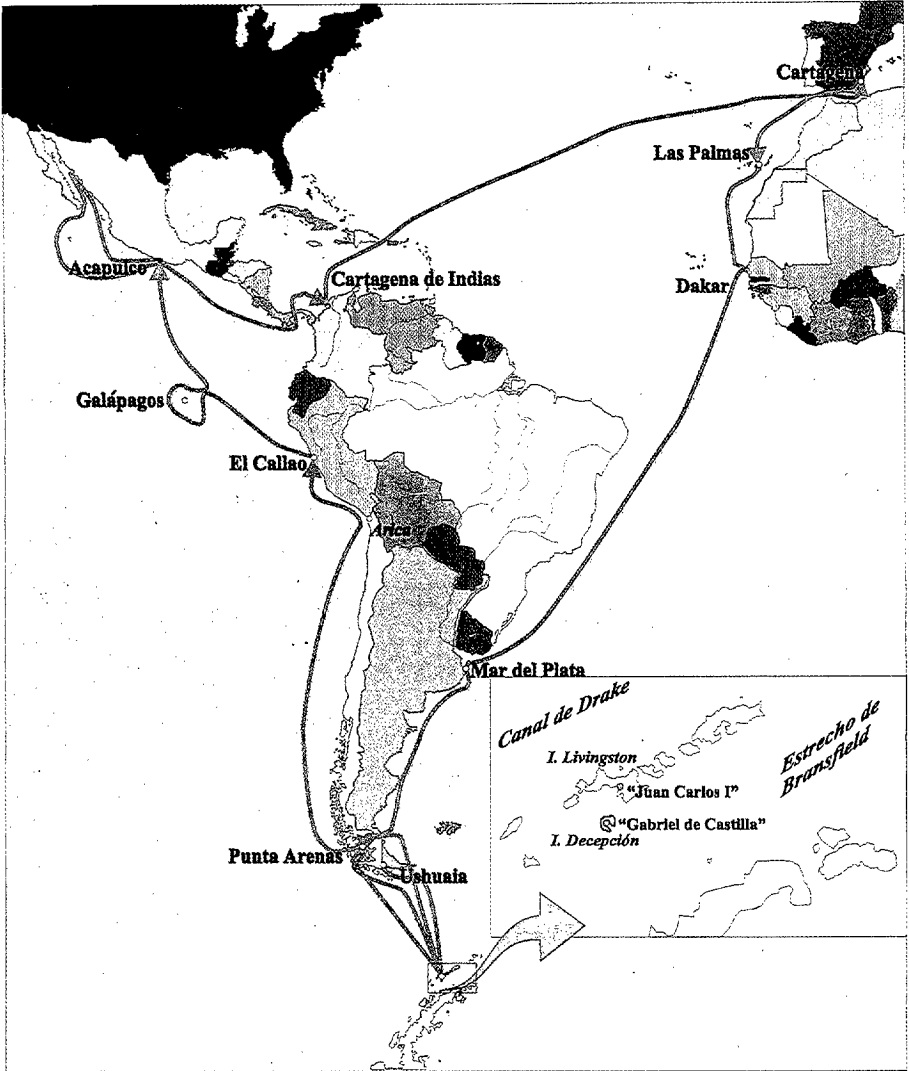 Cartagena
Las Palmas
Acapulco
Cartagena de Indias
Dakar
Galápagos
El Callao
Arica
Mar del Plata
Canal de Drake
Estrecho de
Bransfield
I. Livingston
"Juan Carlos I"
"Gabriel de Castilla"
I. Decepción
Punta Arenas
Ushuaia